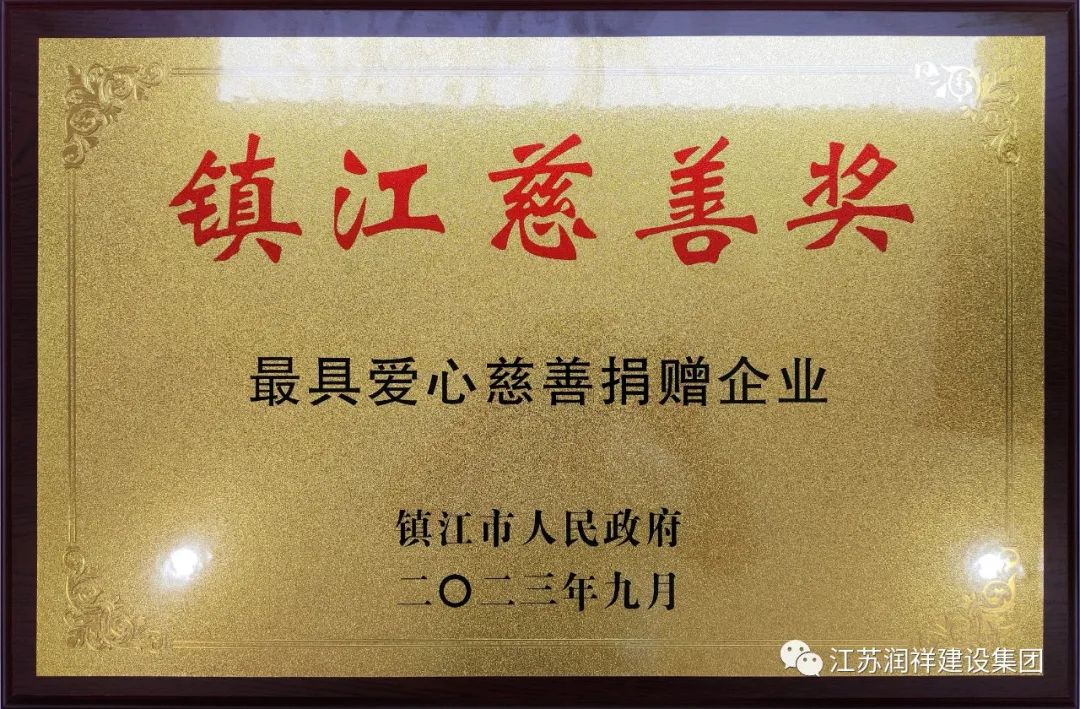 镇江慈善奖
最具爱心慈善捐赠企业
镇江市人民政府
二〇二三年九月
江苏润祥建设集团